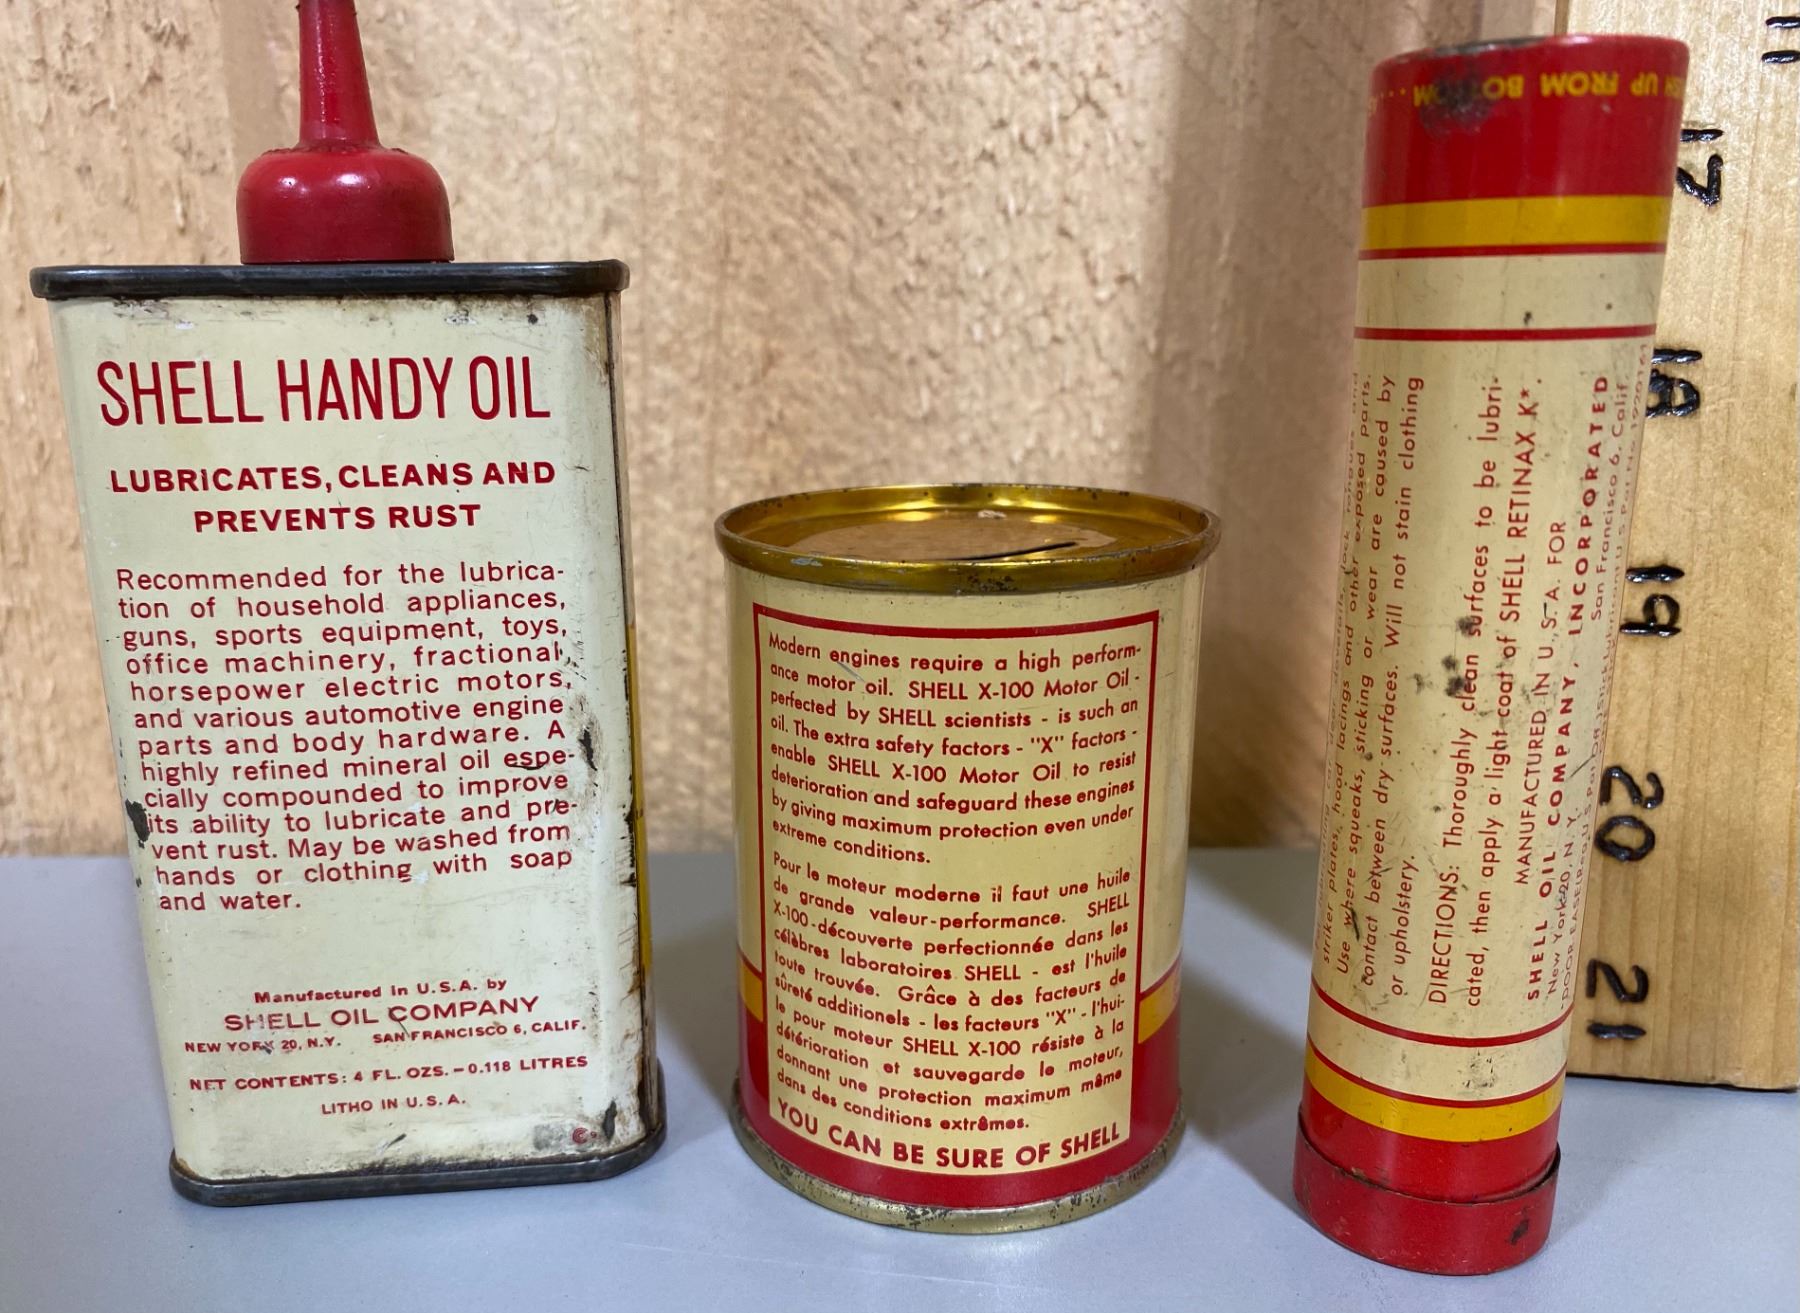 SHELL HANDY OIL
LUBRICATES, CLEANS AND
PREVENTS RUST
Recommended for the lubrica-
tion of household appliances,
guns, sports equipment, toys,
office machinery, fractional
horsepower electric motors,
and various automotive engine
parts and body hardware. A
highly refined mineral oil espe-
cially compounded to improve
its ability to lubricate and pre-
vent rust. May be washed from
hands or clothing with soap
and water.
Manufactured in U.S.A. by
SHELL OIL COMPANY
NEW YORK 20, N.Y. SAN FRANCISCO 6, CALIF.
NET CONTENTS: 4 FL. OZS. - 0.118 LITRES
LITHO IN U.S.A.
Modern engines require a high perform-
ance motor oil. SHELL X-100 Motor Oil -
perfected by SHELL scientists - is such an
oil. The extra safety factors - "X" factors -
enable SHELL X-100 Motor Oil to resist
deterioration and safeguard these engines
by giving maximum protection even under
extreme conditions.
Pour le moteur moderne il faut une huile
de grande valeur-performance. SHELL
X-100-découverte perfectionnée dans les
célèbres laboratoires SHELL - est l'huile
toute trouvée. Grâce à des facteurs de
sûreté additionels - les facteurs "X" - l'hui-
le pour moteur SHELL X-100 résiste à la
détérioration et sauvegarde le moteur,
donnant une protection maximum même
dans des conditions extrêmes.
YOU CAN BE SURE OF SHELL
UP FROM BOTTOM
striker plates, hood lacings and other exposed parts.
Use where squeaks, sticking or wear are caused by
contact between dry surfaces. Will not stain clothing
or upholstery.
DIRECTIONS: Thoroughly clean surfaces to be lubri-
cated, then apply a light coat of SHELL RETINAX K*.
MANUFACTURED IN U.S.A. FOR
SHELL OIL COMPANY, INCORPORATED
New York 20, N.Y. San Francisco 6, Calif.
17
18
19
20
21